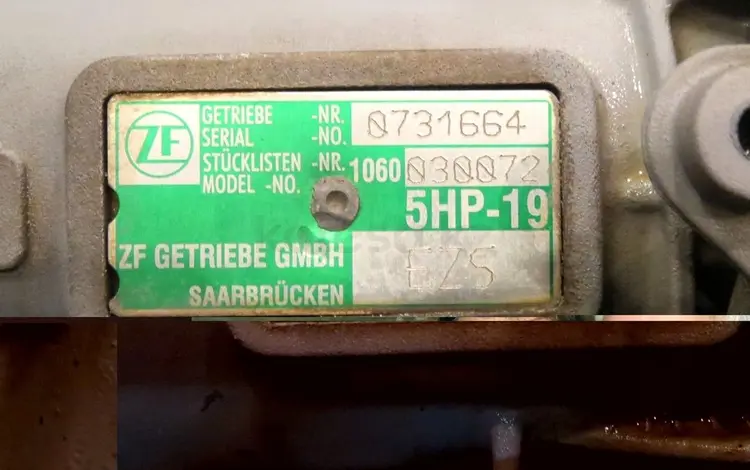 ZF
GETRIEBE -NR. 0731664
SERIAL -NO.
STÜCKLISTEN -NR. 1060 030072
MODEL -NO.
5HP-19
ZF GETRIEBE GMBH EZS
SAARBRÜCKEN